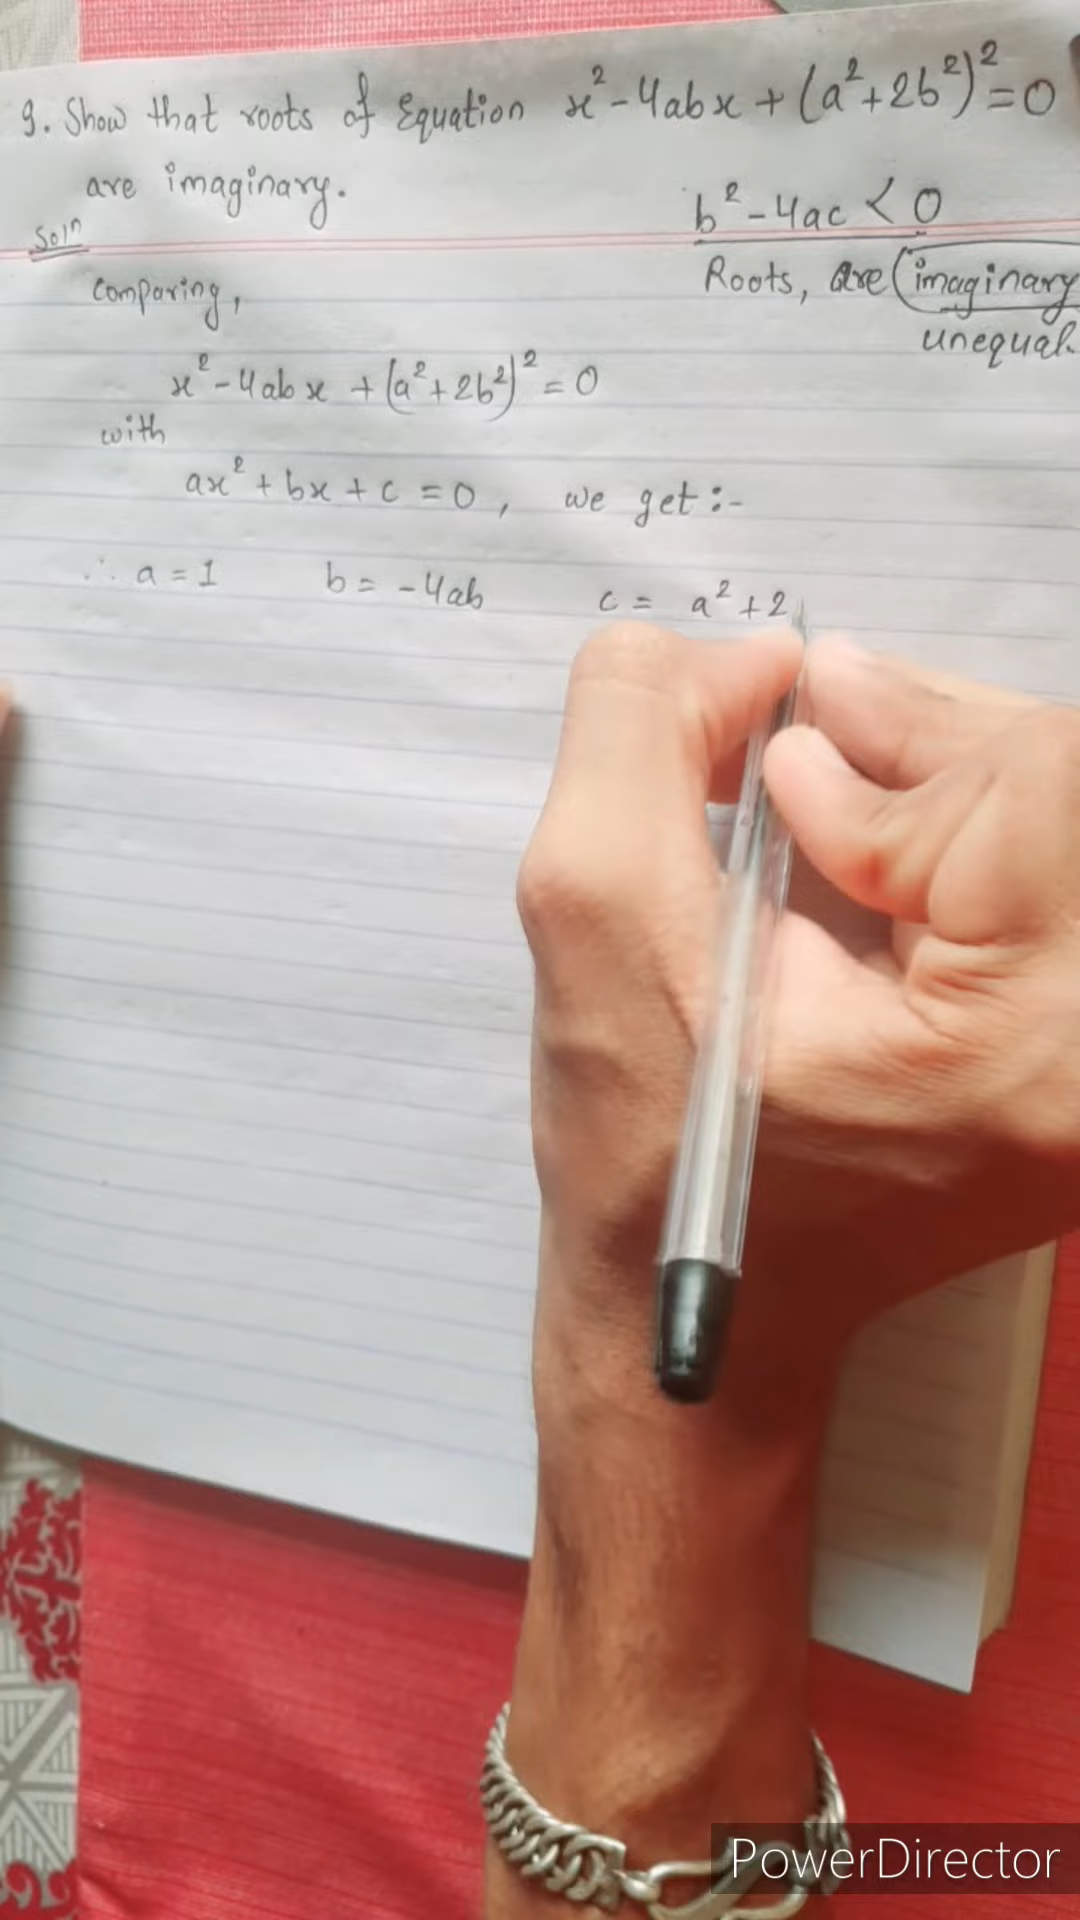 9. Show that roots of Equation x²-4abx+(a²+2b²)²=0
are imaginary.
Soln
b²-4ac<0
Roots, are imaginary
unequal.
comparing,
x²-4abx+(a²+2b²)²=0
with
ax²+bx+c=0, we get:-
∴ a=1 b=-4ab c= a²+2
PowerDirector